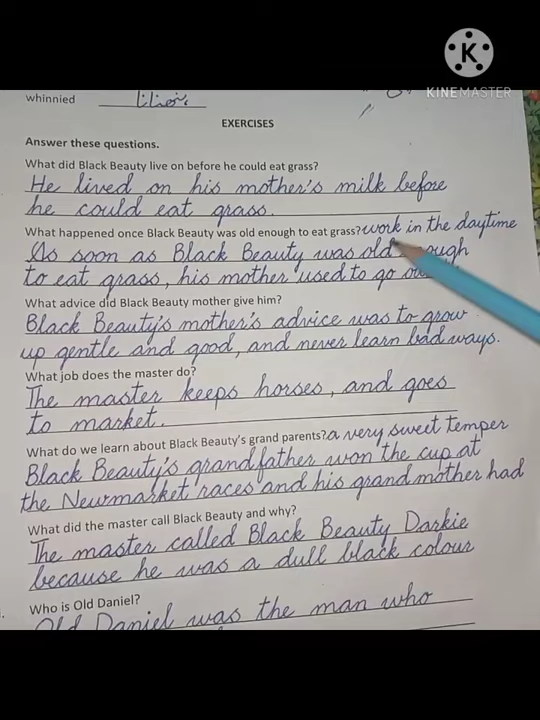 K
KINEMASTER
whinnied
EXERCISES
Answer these questions.
What did Black Beauty live on before he could eat grass?
He lived on his mother's milk before
he could eat grass.
What happened once Black Beauty was old enough to eat grass? work in the daytime
As soon as Black Beauty was old
to eat grass, his mother used to go
What advice did Black Beauty mother give him?
Black Beauty's mother's advice was to grow
up gentle and good, and never learn bad ways.
What job does the master do?
The master keeps horses, and goes
to market.
What do we learn about Black Beauty's grand parents? a very sweet temper
Black Beauty's grandfather won the cup at
the Newmarket races and his grand mother had
What did the master call Black Beauty and why?
The master called Black Beauty Darkie
because he was a dull black colour
Who is Old Daniel?
Old Daniel was the man who